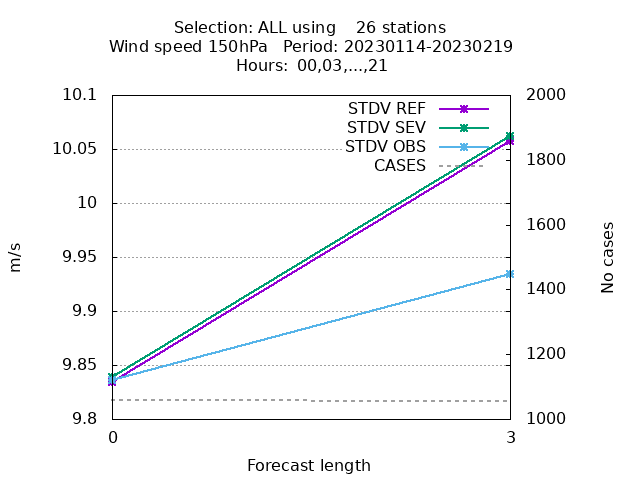 Selection: ALL using    26 stations
Wind speed 150hPa   Period: 20230114-20230219
Hours:  00,03,...,21
STDV REF
STDV SEV
STDV OBS
CASES
10.1
10.05
10
9.95
9.9
9.85
9.8
2000
1800
1600
1400
1200
1000
m/s
No cases
0
3
Forecast length